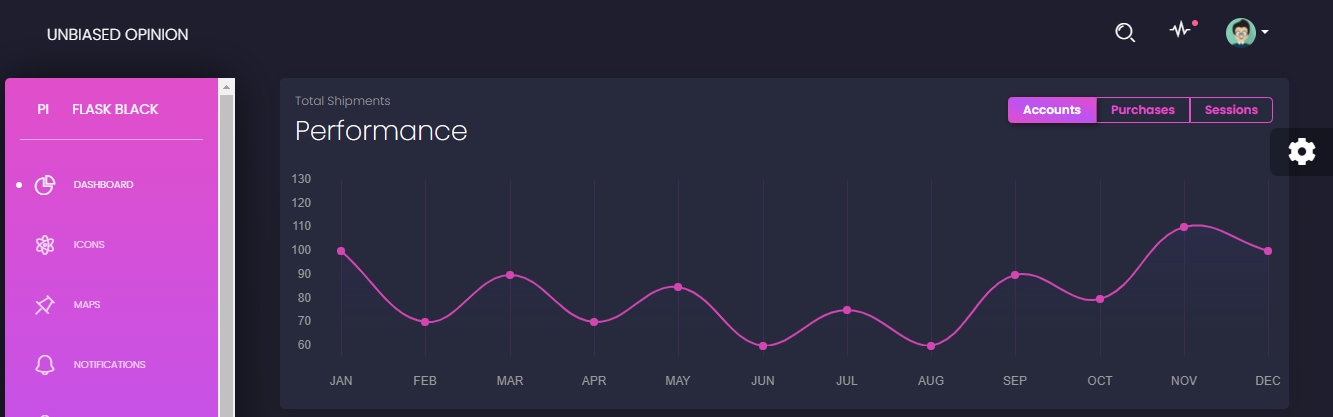 UNBIASED OPINION
PI FLASK BLACK
DASHBOARD
ICONS
MAPS
NOTIFICATIONS
Total Shipments
Performance
Accounts Purchases Sessions
130
120
110
100
90
80
70
60
JAN FEB MAR APR MAY JUN JUL AUG SEP OCT NOV DEC